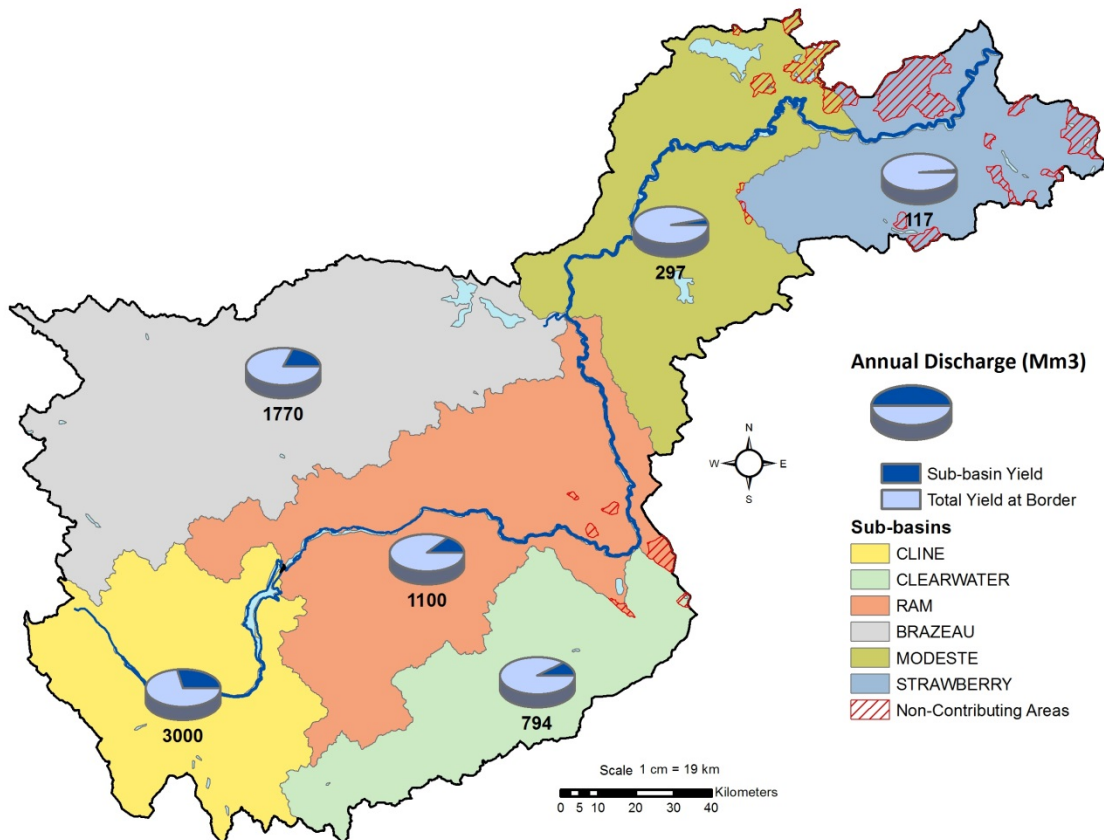 117
297
1770
1100
3000
794
N
W E
S
Annual Discharge (Mm3)
Sub-basin Yield
Total Yield at Border
Sub-basins
CLINE
CLEARWATER
RAM
BRAZEAU
MODESTE
STRAWBERRY
Non-Contributing Areas
Scale 1 cm = 19 km
Kilometers
0 5 10 20 30 40